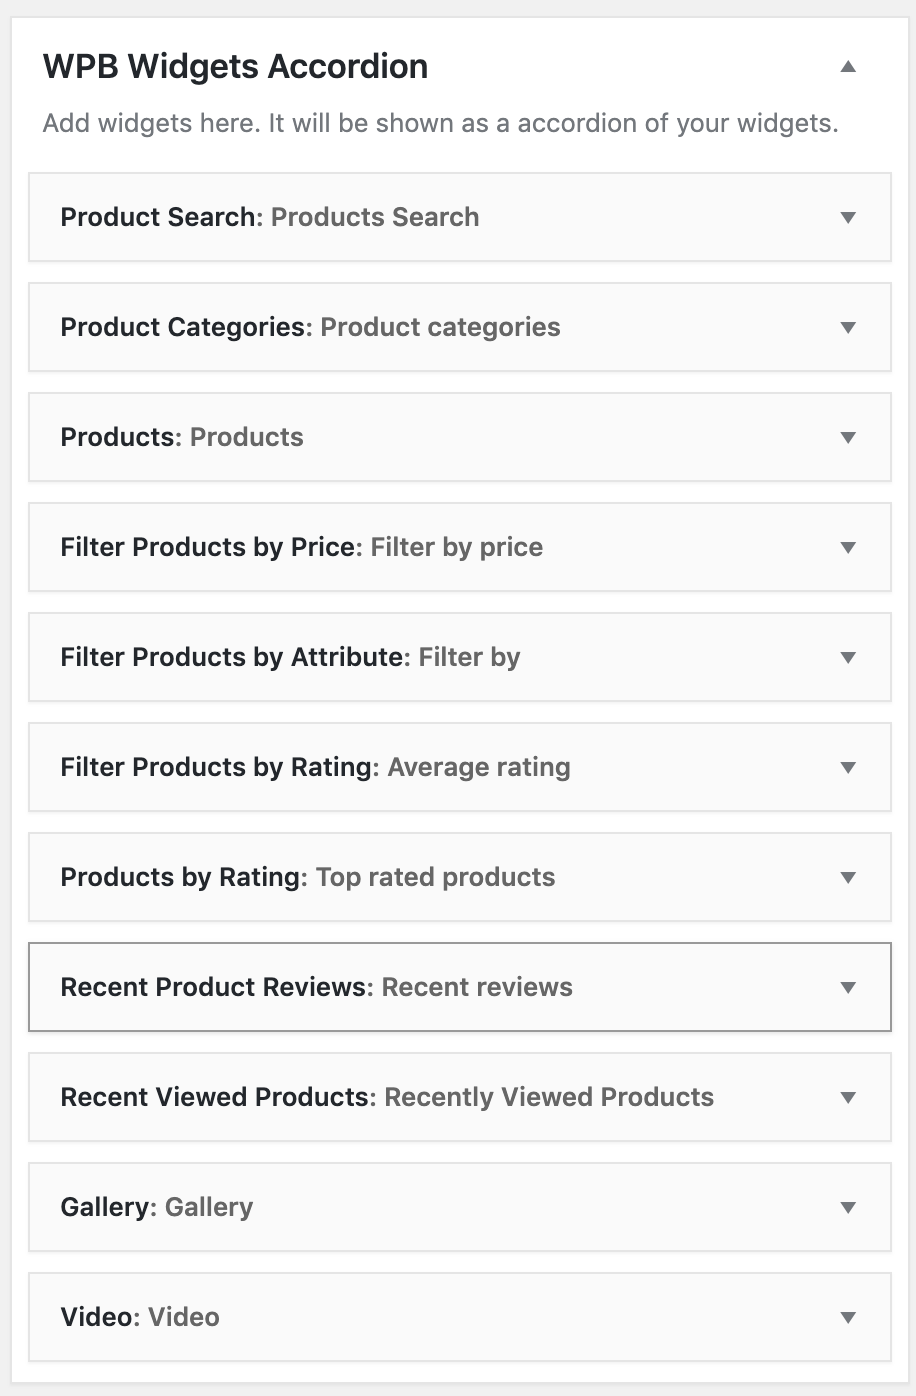 WPB Widgets Accordion
Add widgets here. It will be shown as a accordion of your widgets.
Product Search: Products Search
Product Categories: Product categories
Products: Products
Filter Products by Price: Filter by price
Filter Products by Attribute: Filter by
Filter Products by Rating: Average rating
Products by Rating: Top rated products
Recent Product Reviews: Recent reviews
Recent Viewed Products: Recently Viewed Products
Gallery: Gallery
Video: Video